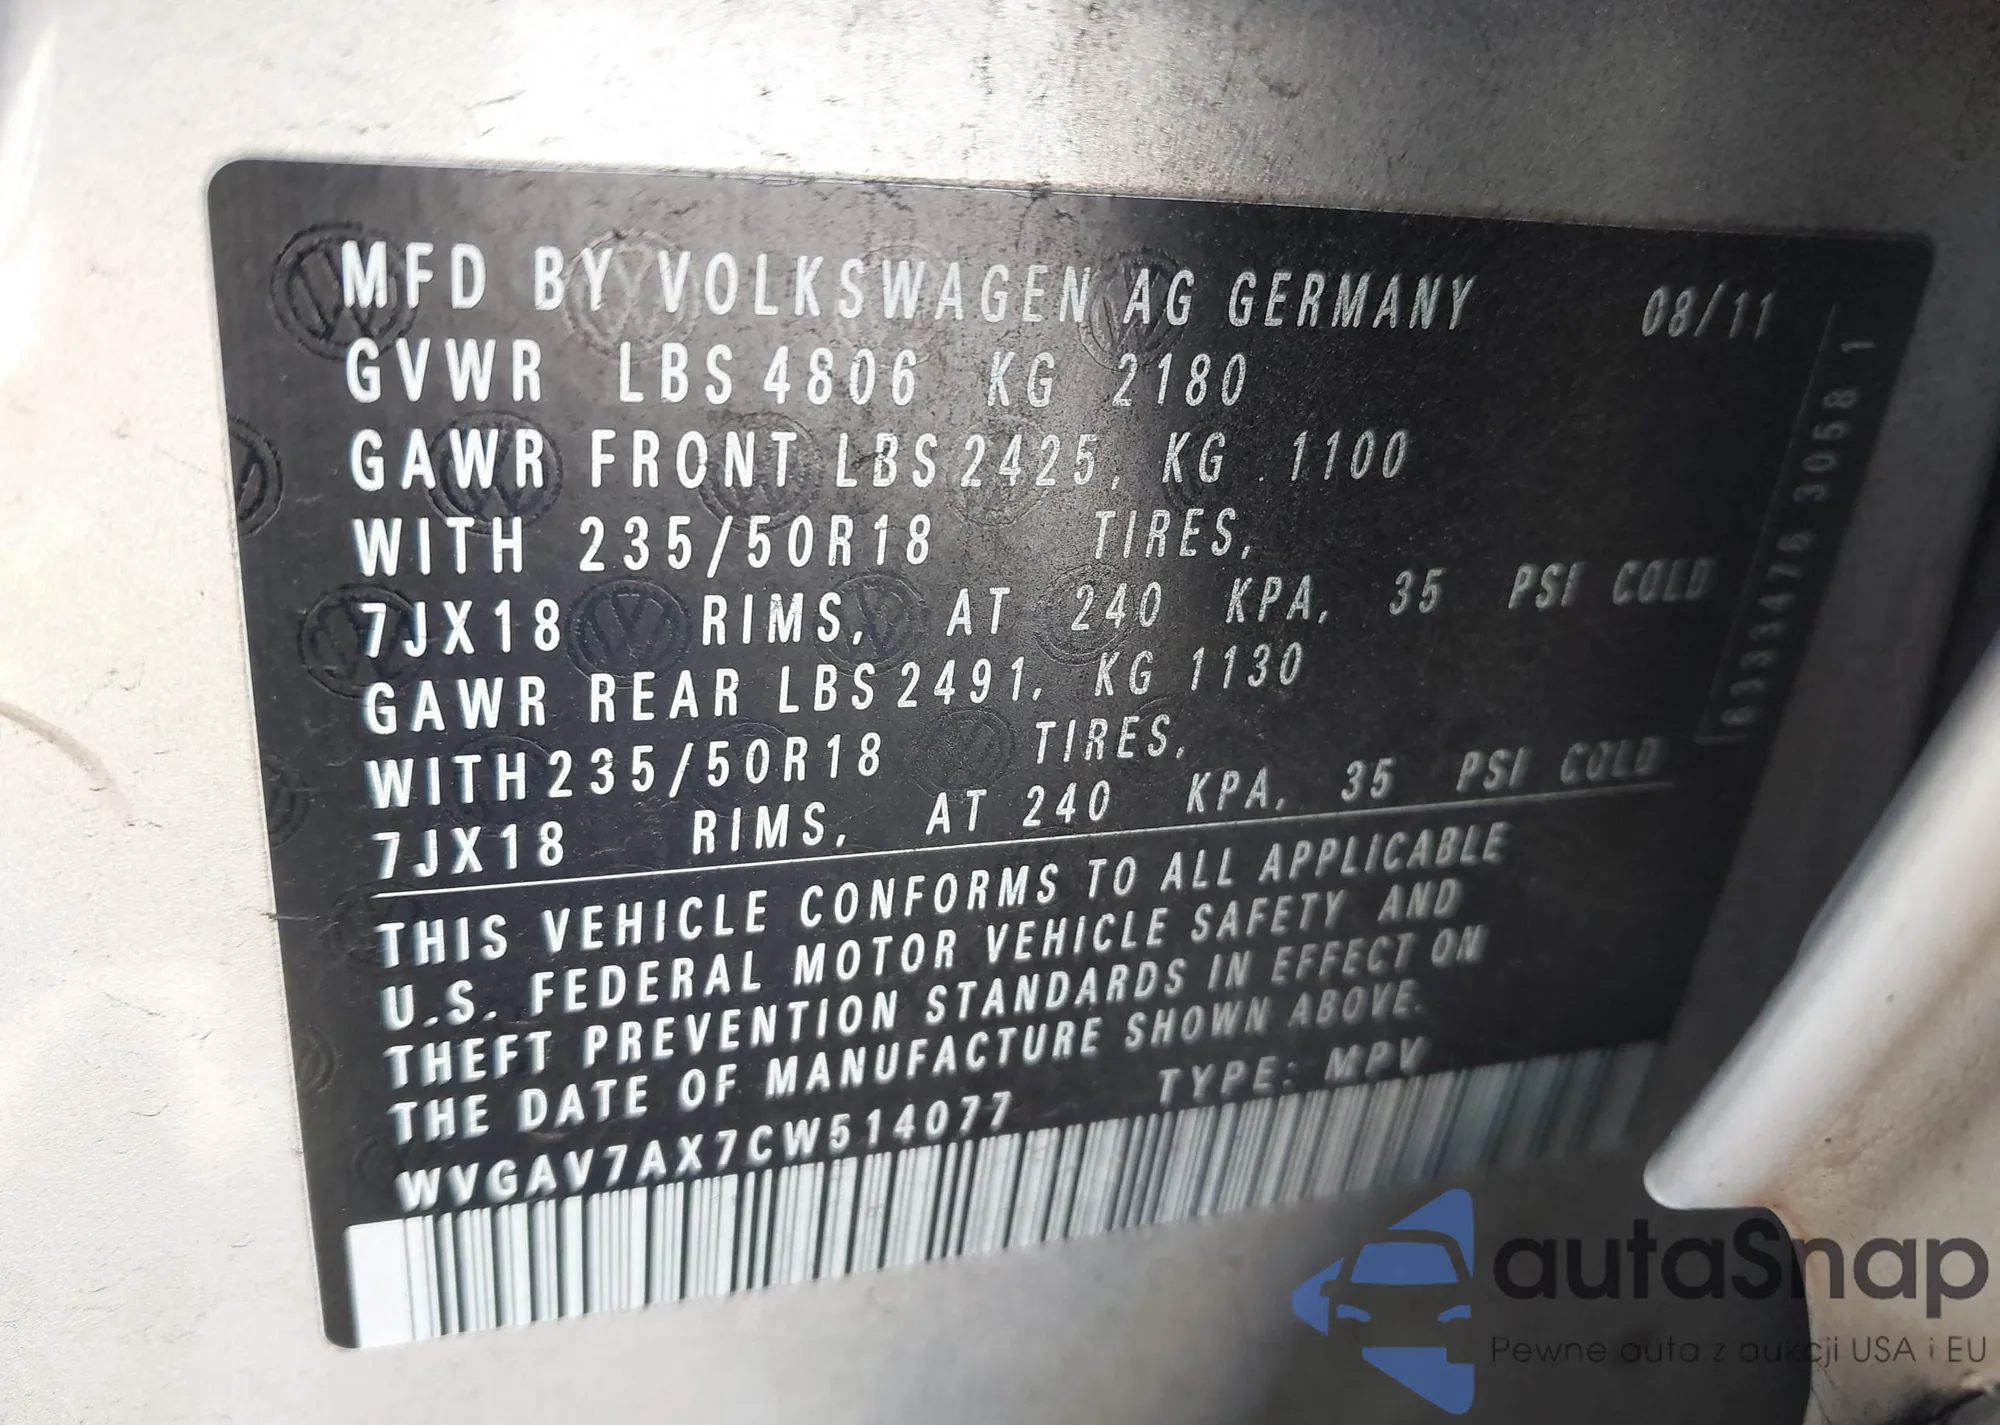 MFD BY VOLKSWAGEN AG GERMANY 08/11
GVWR LBS 4806 KG 2180
GAWR FRONT LBS 2425, KG 1100
WITH 235/50R18 TIRES,
7JX18 RIMS, AT 240 KPA, 35 PSI COLD
GAWR REAR LBS 2491, KG 1130
WITH 235/50R18 TIRES,
7JX18 RIMS, AT 240 KPA, 35 PSI COLD
THIS VEHICLE CONFORMS TO ALL APPLICABLE
U.S. FEDERAL MOTOR VEHICLE SAFETY AND
THEFT PREVENTION STANDARDS IN EFFECT ON
THE DATE OF MANUFACTURE SHOWN ABOVE.
WVGAV7AX7CW514077 TYPE: MPV
30581
autaSnap
Pewne auta z aukcji USA i EU